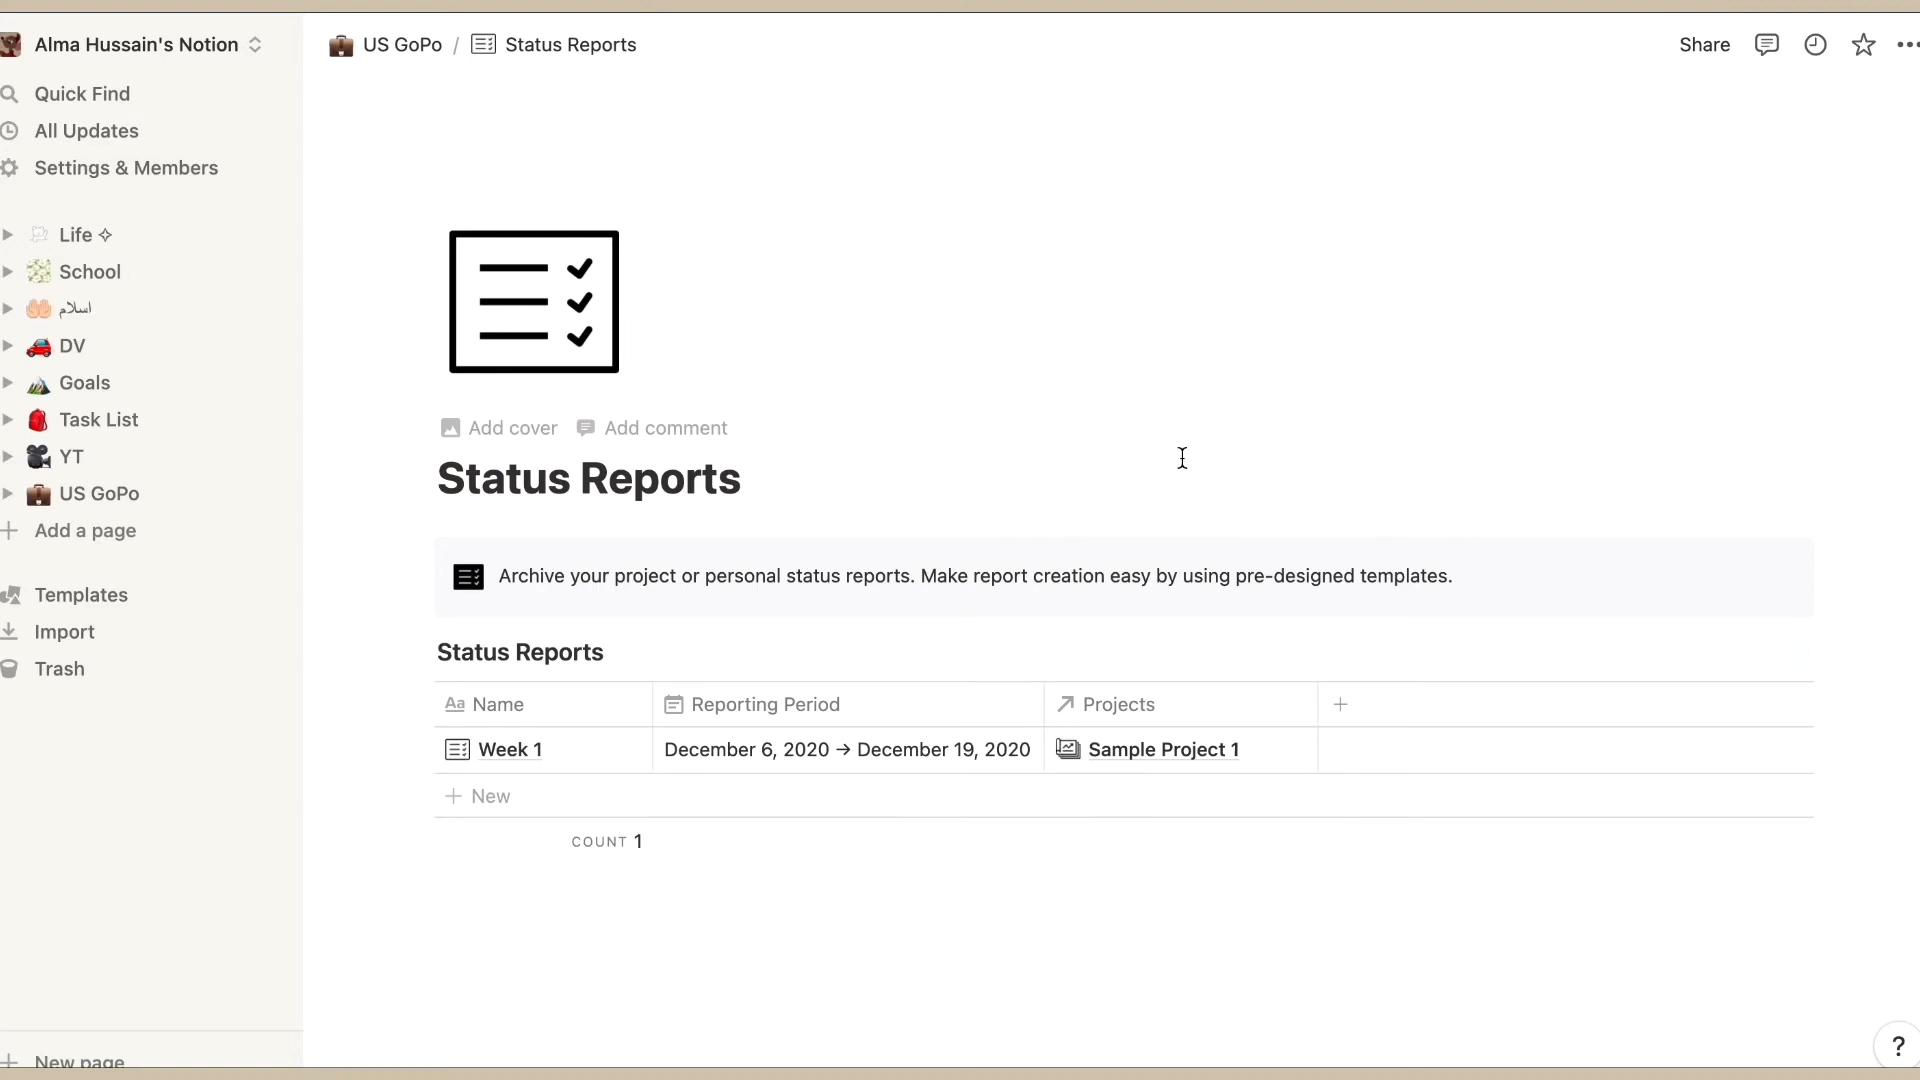 Alma Hussain's Notion
Quick Find
All Updates
Settings & Members
Life ✧
School
اسلام
DV
Goals
Task List
YT
US GoPo
Add a page
Templates
Import
Trash
New page
US GoPo / Status Reports
Share
Add cover Add comment
Status Reports
Archive your project or personal status reports. Make report creation easy by using pre-designed templates.
Status Reports
Aa Name Reporting Period Projects +
Week 1 December 6, 2020 → December 19, 2020 Sample Project 1
+ New
COUNT 1
?